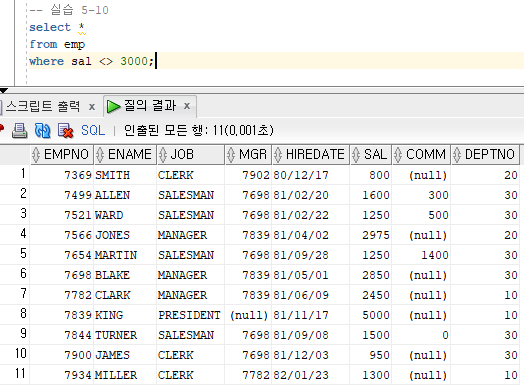 -- 실습 5-10
select *
from emp
where sal <> 3000;
스크립트 출력 x 질의 결과 x
SQL | 인출된 모든 행: 11(0,001초)
EMPNO ENAME JOB MGR HIREDATE SAL COMM DEPTNO
1 7369 SMITH CLERK 7902 80/12/17 800 (null) 20
2 7499 ALLEN SALESMAN 7698 81/02/20 1600 300 30
3 7521 WARD SALESMAN 7698 81/02/22 1250 500 30
4 7566 JONES MANAGER 7839 81/04/02 2975 (null) 20
5 7654 MARTIN SALESMAN 7698 81/09/28 1250 1400 30
6 7698 BLAKE MANAGER 7839 81/05/01 2850 (null) 30
7 7782 CLARK MANAGER 7839 81/06/09 2450 (null) 10
8 7839 KING PRESIDENT (null) 81/11/17 5000 (null) 10
9 7844 TURNER SALESMAN 7698 81/09/08 1500 0 30
10 7900 JAMES CLERK 7698 81/12/03 950 (null) 30
11 7934 MILLER CLERK 7782 82/01/23 1300 (null) 10